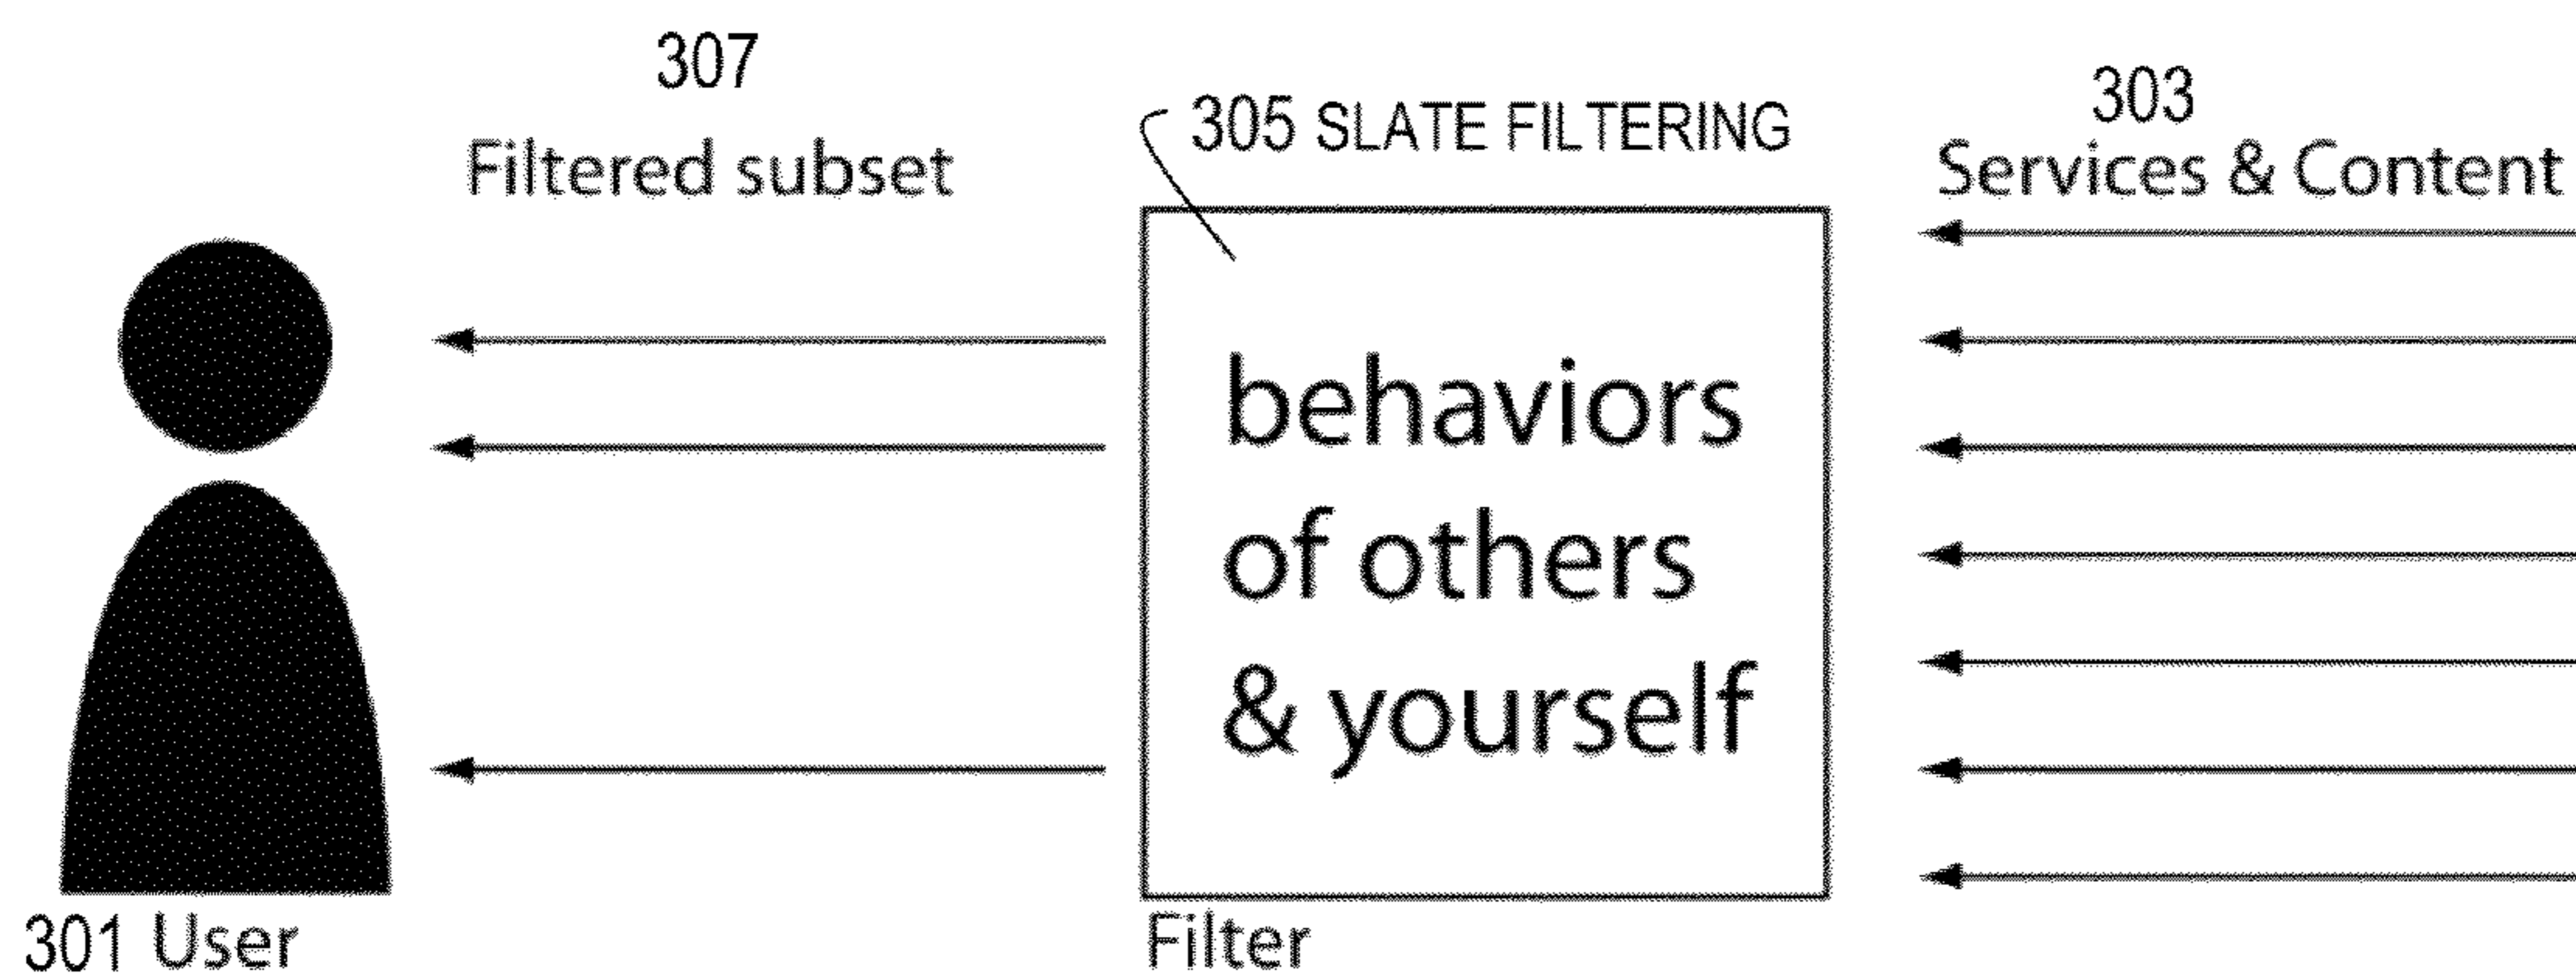 307
Filtered subset
305 SLATE FILTERING
303
Services & Content
behaviors
of others
& yourself
301 User
Filter